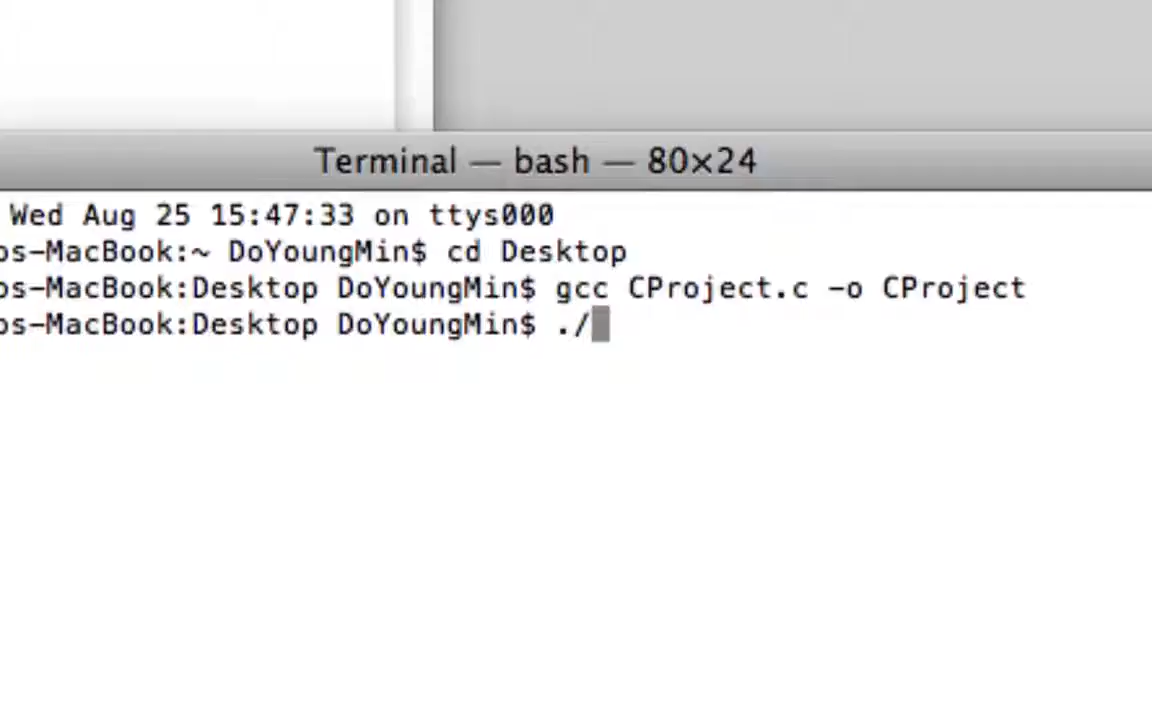 Terminal — bash — 80×24
Wed Aug 25 15:47:33 on ttys000
os-MacBook:~ DoYoungMin$ cd Desktop
os-MacBook:Desktop DoYoungMin$ gcc CProject.c -o CProject
os-MacBook:Desktop DoYoungMin$ ./